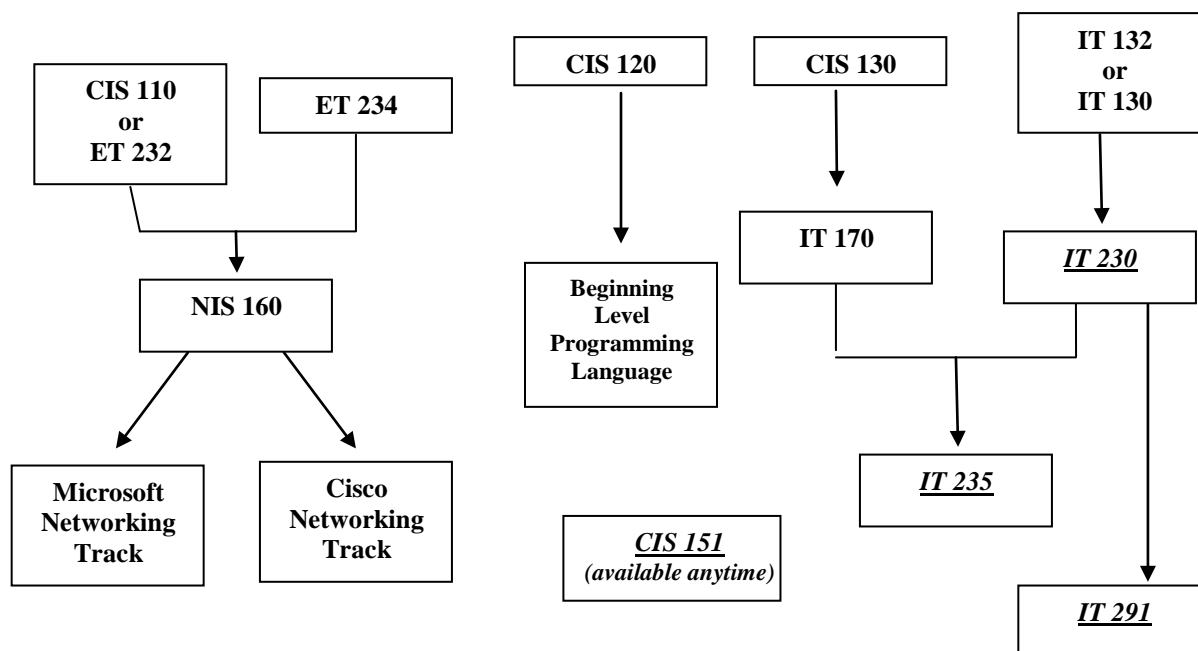 CIS 110
or
ET 232
ET 234
CIS 120
CIS 130
IT 132
or
IT 130
IT 170
IT 230
NIS 160
Beginning
Level
Programming
Language
Microsoft
Networking
Track
Cisco
Networking
Track
IT 235
CIS 151
(available anytime)
IT 291